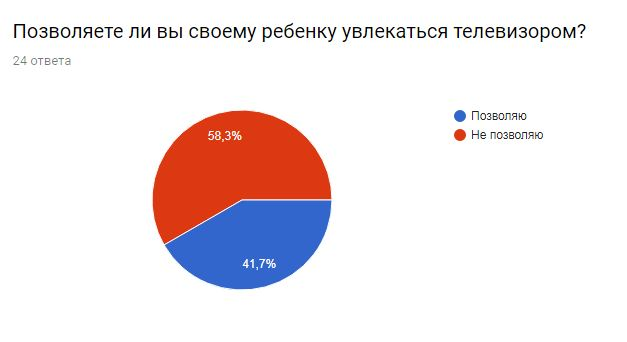 Позволяете ли вы своему ребенку увлекаться телевизором?
24 ответа
Позволяю
Не позволяю
58,3%
41,7%